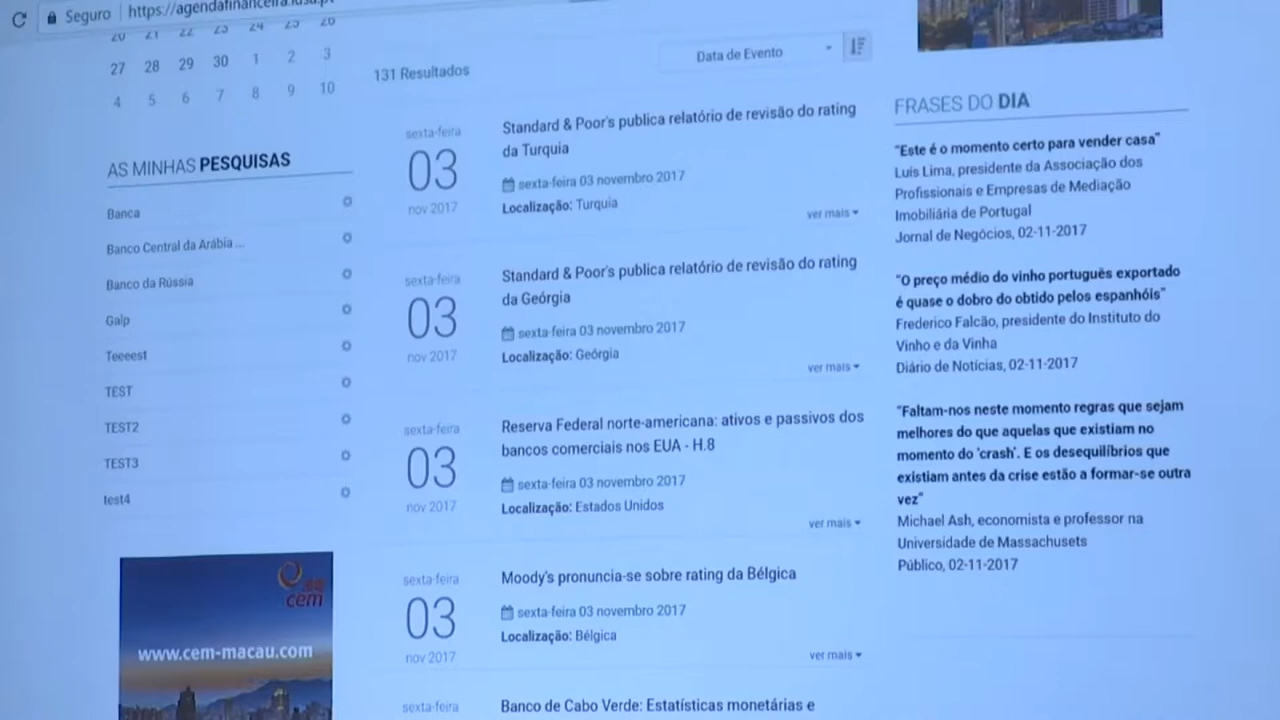 Seguro
https://agendafinanceira.lusa.pt
20 21 22 23 24 25 26
27 28 29 30 1 2 3
4 5 6 7 8 9 10
AS MINHAS PESQUISAS
Banca
Banco Central da Arábia ...
Banco da Rússia
Galp
Teeeest
TEST
TEST2
TEST3
test4
cem
www.cem-macau.com
131 Resultados
Data de Evento
sexta-feira
03
nov 2017
Standard & Poor's publica relatório de revisão do rating
da Turquia
sexta-feira 03 novembro 2017
Localização: Turquia
ver mais
sexta-feira
03
nov 2017
Standard & Poor's publica relatório de revisão do rating
da Geórgia
sexta-feira 03 novembro 2017
Localização: Geórgia
ver mais
sexta-feira
03
nov 2017
Reserva Federal norte-americana: ativos e passivos dos
bancos comerciais nos EUA - H.8
sexta-feira 03 novembro 2017
Localização: Estados Unidos
ver mais
sexta-feira
03
nov 2017
Moody's pronuncia-se sobre rating da Bélgica
sexta-feira 03 novembro 2017
Localização: Bélgica
ver mais
sexta-feira
Banco de Cabo Verde: Estatísticas monetárias e
FRASES DO DIA
"Este é o momento certo para vender casa"
Luís Lima, presidente da Associação dos
Profissionais e Empresas de Mediação
Imobiliária de Portugal
Jornal de Negócios, 02-11-2017
"O preço médio do vinho português exportado
é quase o dobro do obtido pelos espanhóis"
Frederico Falcão, presidente do Instituto do
Vinho e da Vinha
Diário de Notícias, 02-11-2017
"Faltam-nos neste momento regras que sejam
melhores do que aquelas que existiam no
momento do 'crash'. E os desequilíbrios que
existiam antes da crise estão a formar-se outra
vez"
Michael Ash, economista e professor na
Universidade de Massachusets
Público, 02-11-2017